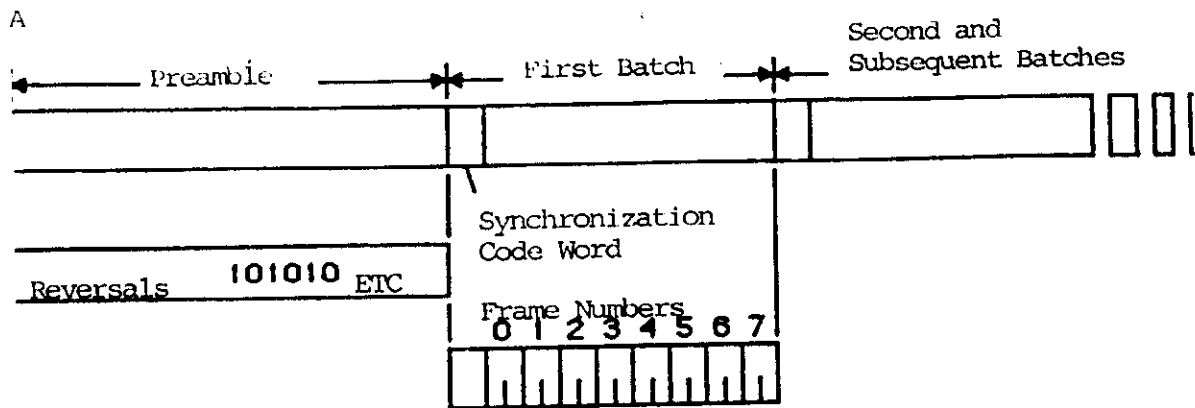 A
Preamble
First Batch
Second and
Subsequent Batches
Synchronization
Code Word
Reversals 101010 ETC
Frame Numbers
0 1 2 3 4 5 6 7